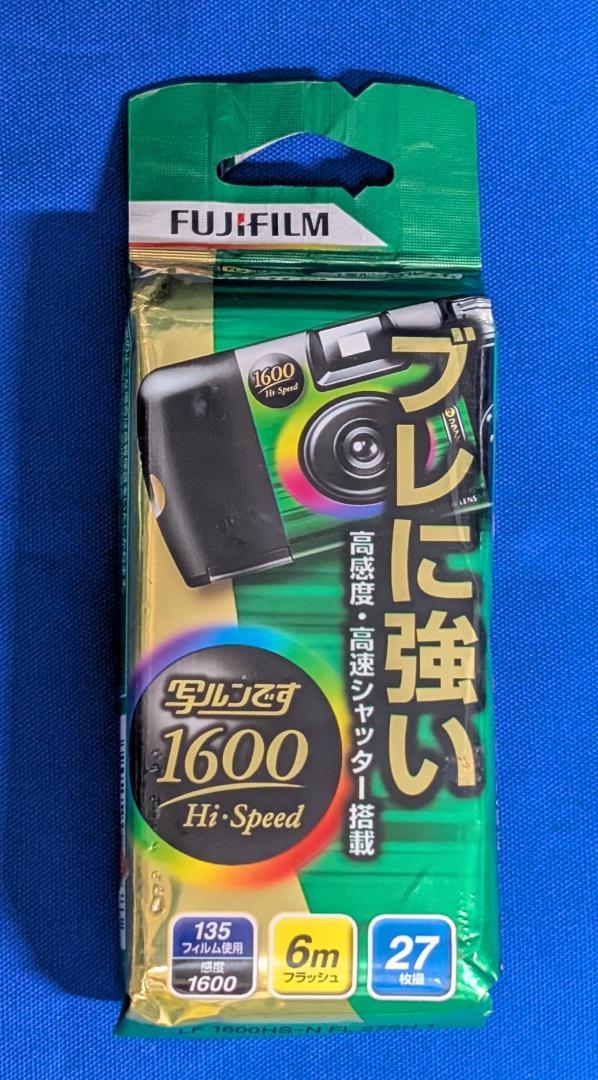 FUJIFILM
1600
Hi-Speed
LENS
ブレに強い
高感度・高速シャッター搭載
写ルンです
1600
Hi·Speed
135
フィルム使用
感度
1600
6m
フラッシュ
27
枚撮